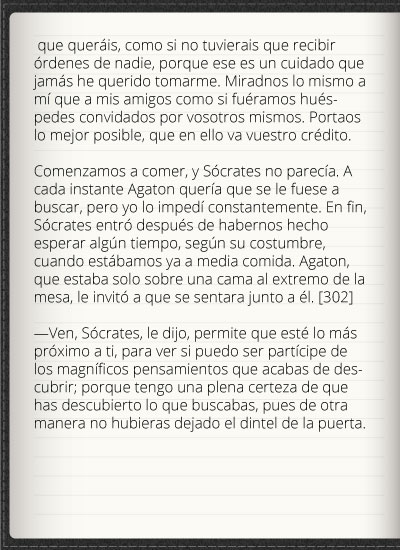 que queráis, como si no tuvierais que recibir
órdenes de nadie, porque ese es un cuidado que
jamás he querido tomarme. Miradnos lo mismo a
mí que a mis amigos como si fuéramos hués-
pedes convidados por vosotros mismos. Portaos
lo mejor posible, que en ello va vuestro crédito.
Comenzamos a comer, y Sócrates no parecía. A
cada instante Agaton quería que se le fuese a
buscar, pero yo lo impedí constantemente. En fin,
Sócrates entró después de habernos hecho
esperar algún tiempo, según su costumbre,
cuando estábamos ya a media comida. Agaton,
que estaba solo sobre una cama al extremo de la
mesa, le invitó a que se sentara junto a él. [302]
—Ven, Sócrates, le dijo, permite que esté lo más
próximo a ti, para ver si puedo ser partícipe de
los magníficos pensamientos que acabas de des-
cubrir; porque tengo una plena certeza de que
has descubierto lo que buscabas, pues de otra
manera no hubieras dejado el dintel de la puerta.